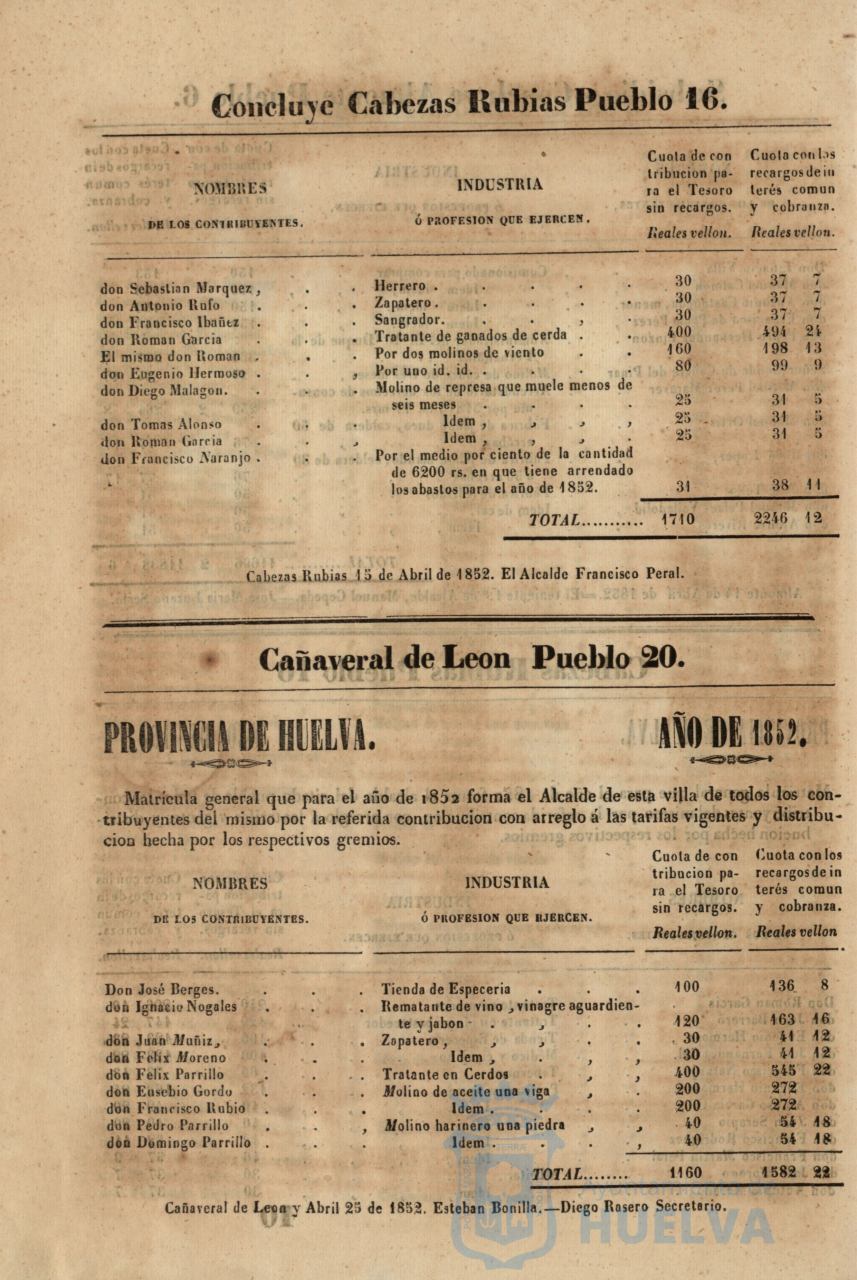 Concluye Cabezas Rubias Pueblo 16.
NOMBRES
DE LOS CONTRIBUYENTES.
INDUSTRIA
Ó PROFESION QUE EJERCEN.
Cuota de con
tribucion pa-
ra el Tesoro
sin recargos.
Reales vellon.
Cuota con los
recargos de in
terés comun
y cobranza.
Reales vellon.
don Sebastian Marquez, . . Herrero . . . . . 30 37 7
don Antonio Rufo . . . Zapatero . . . . . 30 37 7
don Francisco Ibañez . . . Sangrador. . . , . 30 37 7
don Roman Garcia . . . Tratante de ganados de cerda . . 400 494 24
El mismo don Roman . . . Por dos molinos de viento . . 160 198 13
don Eugenio Hermoso . . , Por uno id. id. . . . . 80 99 9
don Diego Malagon. . . . Molino de represa que muele menos de
seis meses . . . . 25 31 5
don Tomas Alonso . . . Idem , , , , 25 31 5
don Roman Garcia . . , Idem , , , . 25 31 5
don Francisco Naranjo . . . Por el medio por ciento de la cantidad
de 6200 rs. en que tiene arrendado
los abastos para el año de 1852. 31 38 11
TOTAL........... 1710 2246 12
Cabezas Rubias 15 de Abril de 1852. El Alcalde Francisco Peral.
Cañaveral de Leon Pueblo 20.
PROVINCIA DE HUELVA. AÑO DE 1852.
Matrícula general que para el año de 1852 forma el Alcalde de esta villa de todos los con-
tribuyentes del mismo por la referida contribucion con arreglo á las tarifas vigentes y distribu-
cion hecha por los respectivos gremios.
NOMBRES
DE LOS CONTRIBUYENTES.
INDUSTRIA
Ó PROFESION QUE EJERCEN.
Cuota de con
tribucion pa-
ra el Tesoro
sin recargos.
Reales vellon.
Cuota con los
recargos de in
terés comun
y cobranza.
Reales vellon
Don José Berges. . . . Tienda de Especeria . . . 100 136 8
don Ignacio Nogales . . . Rematante de vino , vinagre aguardien-
te y jabon . , . . 120 163 16
don Juan Muñiz, . . . Zapatero , , , . . 30 41 12
don Felix Moreno . . . Idem , . , , 30 41 12
don Felix Parrillo . . . Tratante en Cerdos . , , 400 545 22
don Eusebio Gordo . . . Molino de aceite una viga , . 200 272
don Francisco Rubio . . . Idem . . . . 200 272
don Pedro Parrillo . . , Molino harinero una piedra , , 40 54 18
don Domingo Parrillo . . . Idem . . . , 40 54 18
TOTAL........ 1160 1582 22
Cañaveral de Leon y Abril 25 de 1852. Esteban Bonilla.—Diego Rosero Secretario.
HUELVA